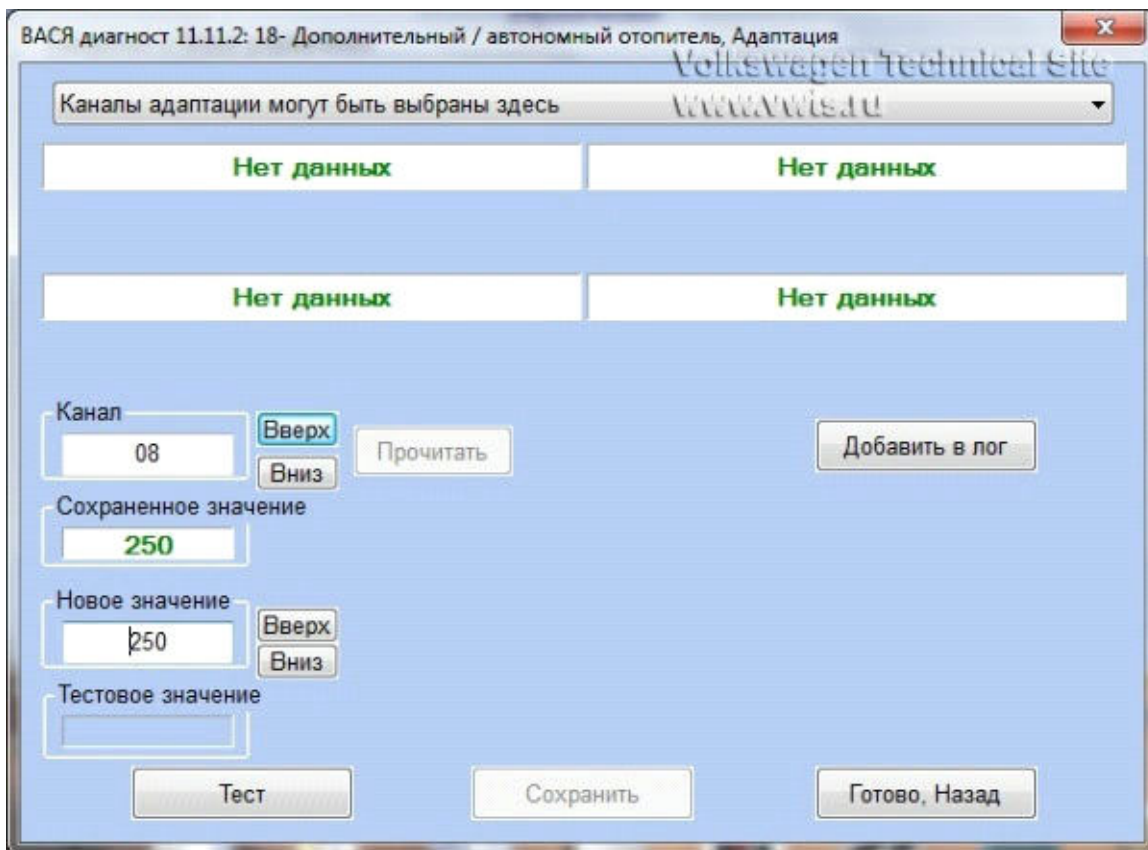 ВАСЯ диагност 11.11.2: 18- Дополнительный / автономный отопитель, Адаптация
Volkswagen Technical Site
www.vwts.ru
Каналы адаптации могут быть выбраны здесь
Нет данных
Нет данных
Нет данных
Нет данных
Канал
08
Вверх
Вниз
Прочитать
Добавить в лог
Сохраненное значение
250
Новое значение
250
Вверх
Вниз
Тестовое значение
Тест
Сохранить
Готово, Назад